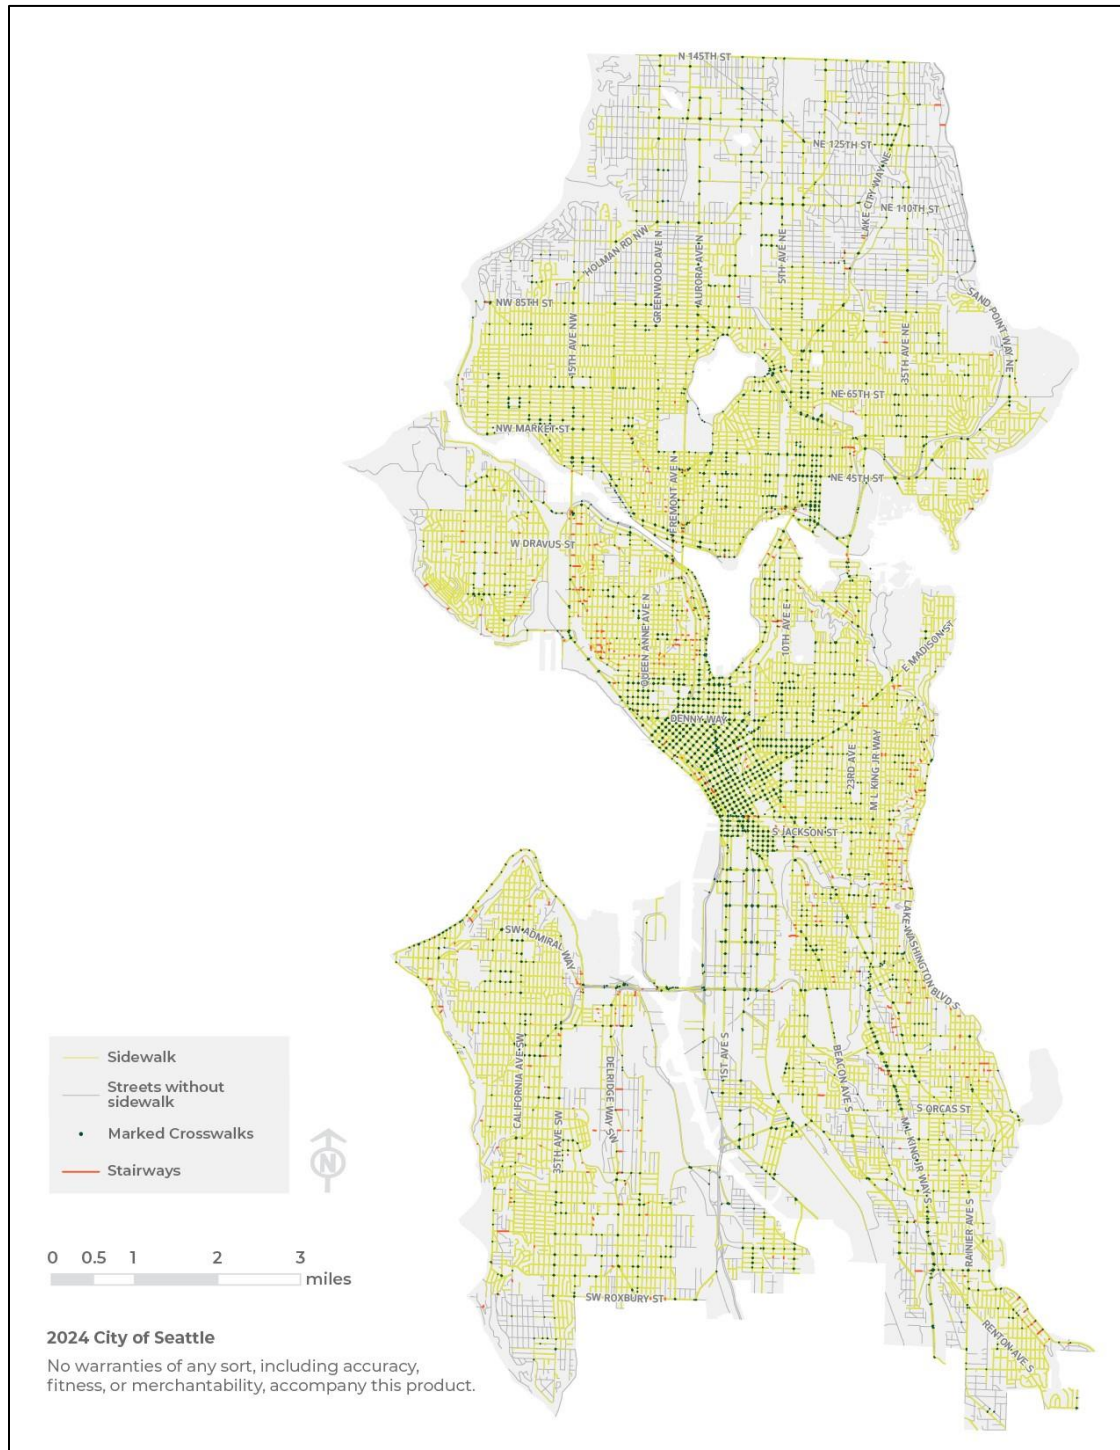 N 145TH ST
NE 125TH ST
LAKE CITY WAY NE
NE 110TH ST
HOLMAN RD NW
GREENWOOD AVE N
AURORA AVE N
5TH AVE NE
SAND POINT WAY NE
NW 85TH ST
15TH AVE NW
35TH AVE NE
NE 65TH ST
NW MARKET ST
FREMONT AVE N
NE 45TH ST
W DRAVUS ST
QUEEN ANNE AVE N
10TH AVE E
E MADISON ST
DENNY WAY
23RD AVE
M L KING JR WAY
S JACKSON ST
LAKE WASHINGTON BLVD S
SW ADMIRAL WAY
CALIFORNIA AVE SW
35TH AVE SW
DELRIDGE WAY SW
1ST AVE S
BEACON AVE S
S ORCAS ST
M L KING JR WAY S
RAINIER AVE S
SW ROXBURY ST
RENTON AVE S
Sidewalk
Streets without
sidewalk
Marked Crosswalks
Stairways
N
0 0.5 1 2 3
miles
2024 City of Seattle
No warranties of any sort, including accuracy,
fitness, or merchantability, accompany this product.